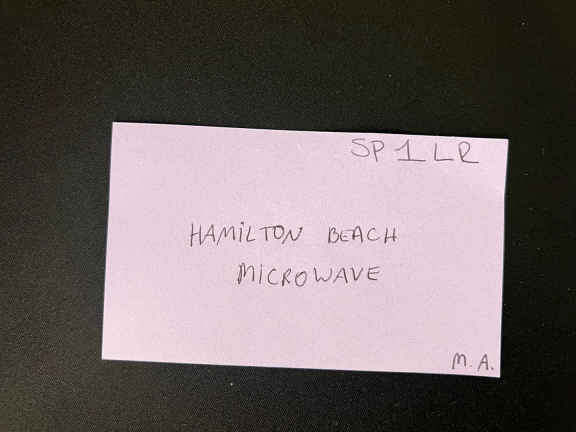 SP 1 LR
HAMiLTON BEACH
MICROWAVE
M. A.